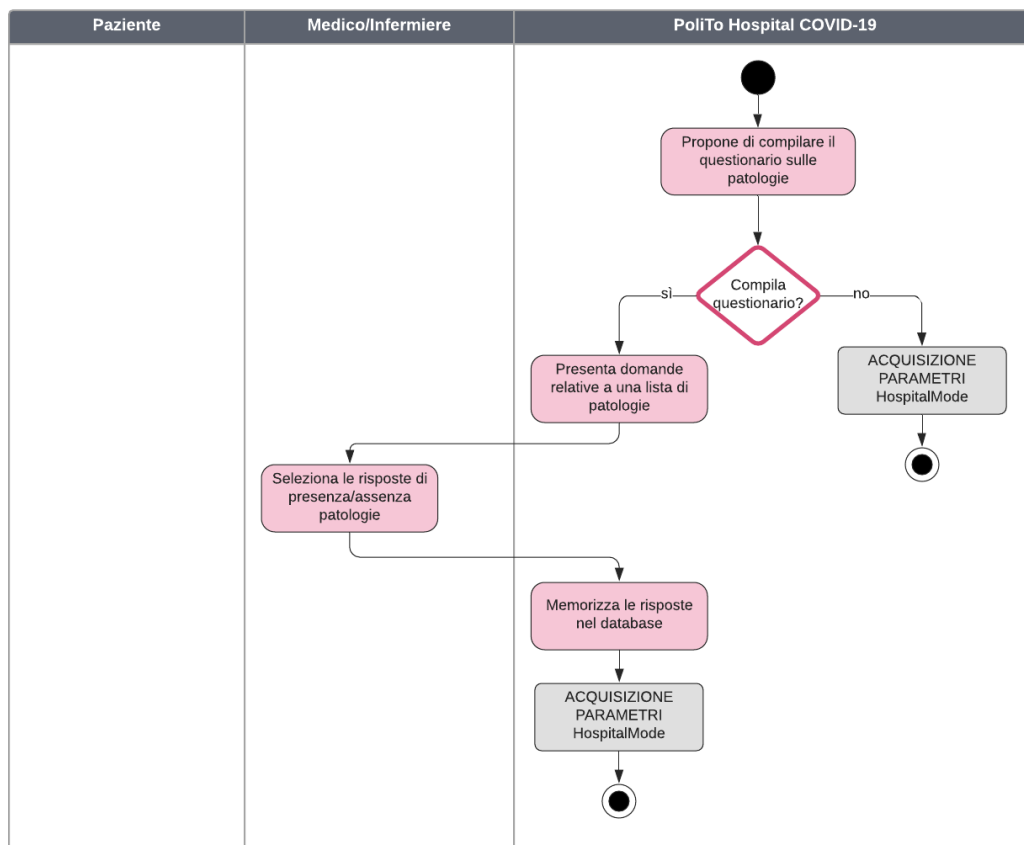 Paziente
Medico/Infermiere
PoliTo Hospital COVID-19
Propone di compilare il
questionario sulle
patologie
Compila
questionario?
sì
no
Presenta domande
relative a una lista di
patologie
ACQUISIZIONE
PARAMETRI
HospitalMode
Seleziona le risposte di
presenza/assenza
patologie
Memorizza le risposte
nel database
ACQUISIZIONE
PARAMETRI
HospitalMode